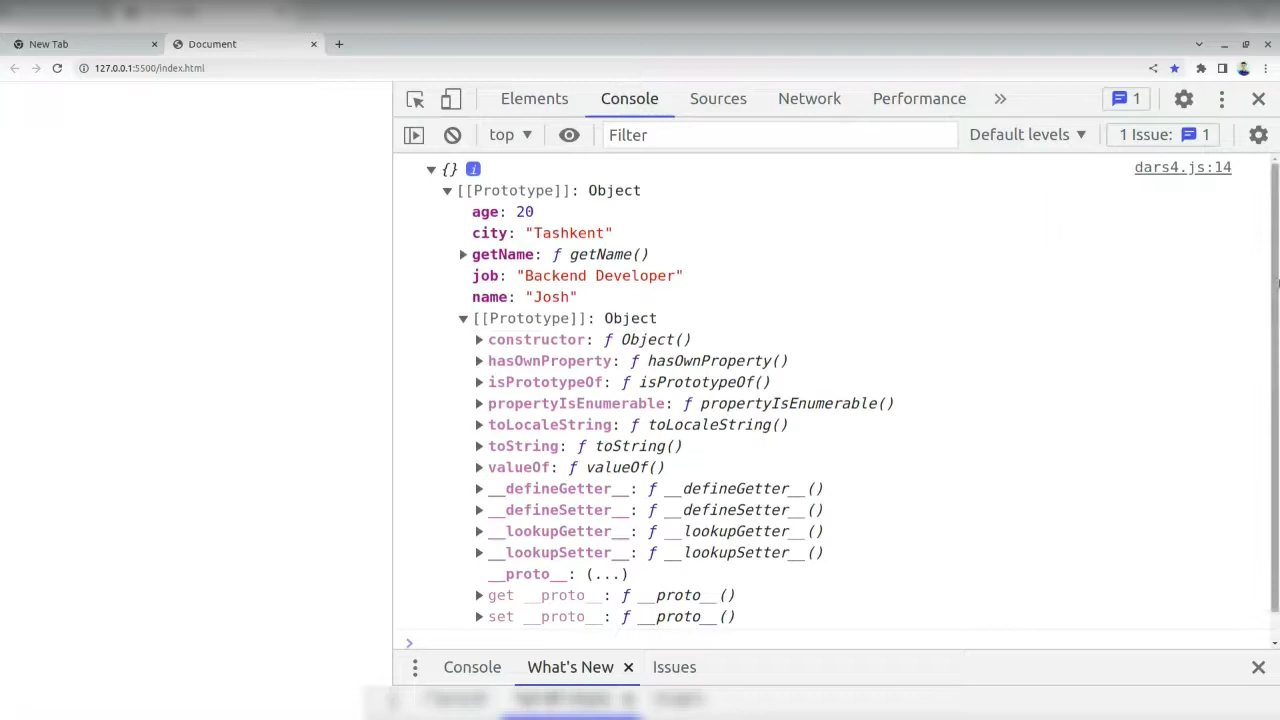 New Tab
Document
127.0.0.1:5500/index.html
Elements Console Sources Network Performance 1
top Filter Default levels 1 Issue: 1
{} i dars4.js:14
[[Prototype]]: Object
age: 20
city: "Tashkent"
getName: ƒ getName()
job: "Backend Developer"
name: "Josh"
[[Prototype]]: Object
constructor: ƒ Object()
hasOwnProperty: ƒ hasOwnProperty()
isPrototypeOf: ƒ isPrototypeOf()
propertyIsEnumerable: ƒ propertyIsEnumerable()
toLocaleString: ƒ toLocaleString()
toString: ƒ toString()
valueOf: ƒ valueOf()
__defineGetter__: ƒ __defineGetter__()
__defineSetter__: ƒ __defineSetter__()
__lookupGetter__: ƒ __lookupGetter__()
__lookupSetter__: ƒ __lookupSetter__()
__proto__: (...)
get __proto__: ƒ __proto__()
set __proto__: ƒ __proto__()
Console What's New Issues